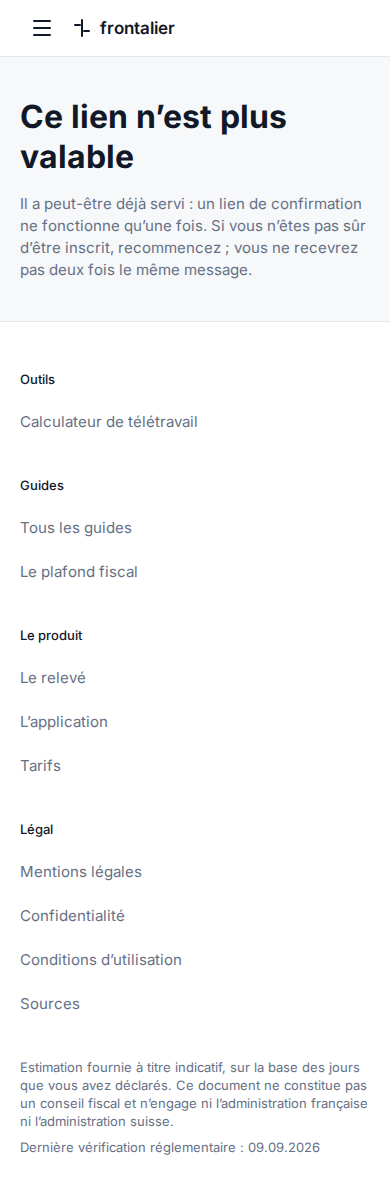 frontalier
Ce lien n’est plus
valable
Il a peut-être déjà servi : un lien de confirmation
ne fonctionne qu’une fois. Si vous n’êtes pas sûr
d’être inscrit, recommencez ; vous ne recevrez
pas deux fois le même message.
Outils
Calculateur de télétravail
Guides
Tous les guides
Le plafond fiscal
Le produit
Le relevé
L’application
Tarifs
Légal
Mentions légales
Confidentialité
Conditions d’utilisation
Sources
Estimation fournie à titre indicatif, sur la base des jours
que vous avez déclarés. Ce document ne constitue pas
un conseil fiscal et n’engage ni l’administration française
ni l’administration suisse.
Dernière vérification réglementaire : 09.09.2026